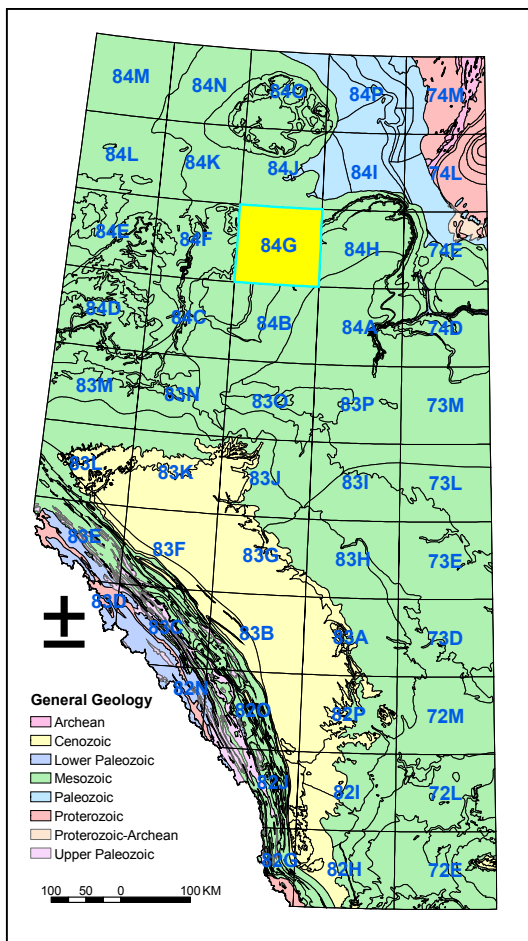 84M 84N 84O 84P 74M
84L 84K 84J 84I 74L
84E 84F 84G 84H 74E
84D 84C 84B 84A 74D
83M 83N 83O 83P 73M
83L 83K 83J 83I 73L
83E 83F 83G 83H 73E
83D 83C 83B 83A 73D
82N 82O 82P 72M
82J 82I 72L
82G 82H 72E
±
General Geology
Archean
Cenozoic
Lower Paleozoic
Mesozoic
Paleozoic
Proterozoic
Proterozoic-Archean
Upper Paleozoic
100 50 0 100 KM